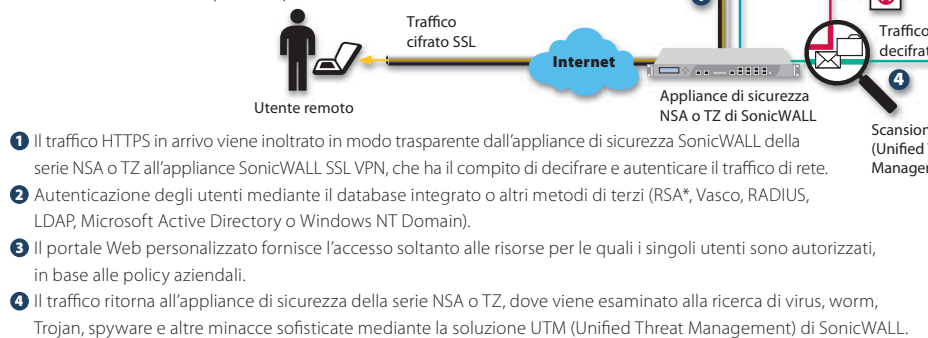 Traffico
cifrato SSL
Internet
Utente remoto
Appliance di sicurezza
NSA o TZ di SonicWALL
Traffico
4
Scansion
(Unified
Manage
1 Il traffico HTTPS in arrivo viene inoltrato in modo trasparente dall'appliance di sicurezza SonicWALL della
serie NSA o TZ all'appliance SonicWALL SSL VPN, che ha il compito di decifrare e autenticare il traffico di rete.
2 Autenticazione degli utenti mediante il database integrato o altri metodi di terzi (RSA*, Vasco, RADIUS,
LDAP, Microsoft Active Directory o Windows NT Domain).
3 Il portale Web personalizzato fornisce l'accesso soltanto alle risorse per le quali i singoli utenti sono autorizzati,
in base alle policy aziendali.
4 Il traffico ritorna all'appliance di sicurezza della serie NSA o TZ, dove viene esaminato alla ricerca di virus, worm,
Trojan, spyware e altre minacce sofisticate mediante la soluzione UTM (Unified Threat Management) di SonicWALL.